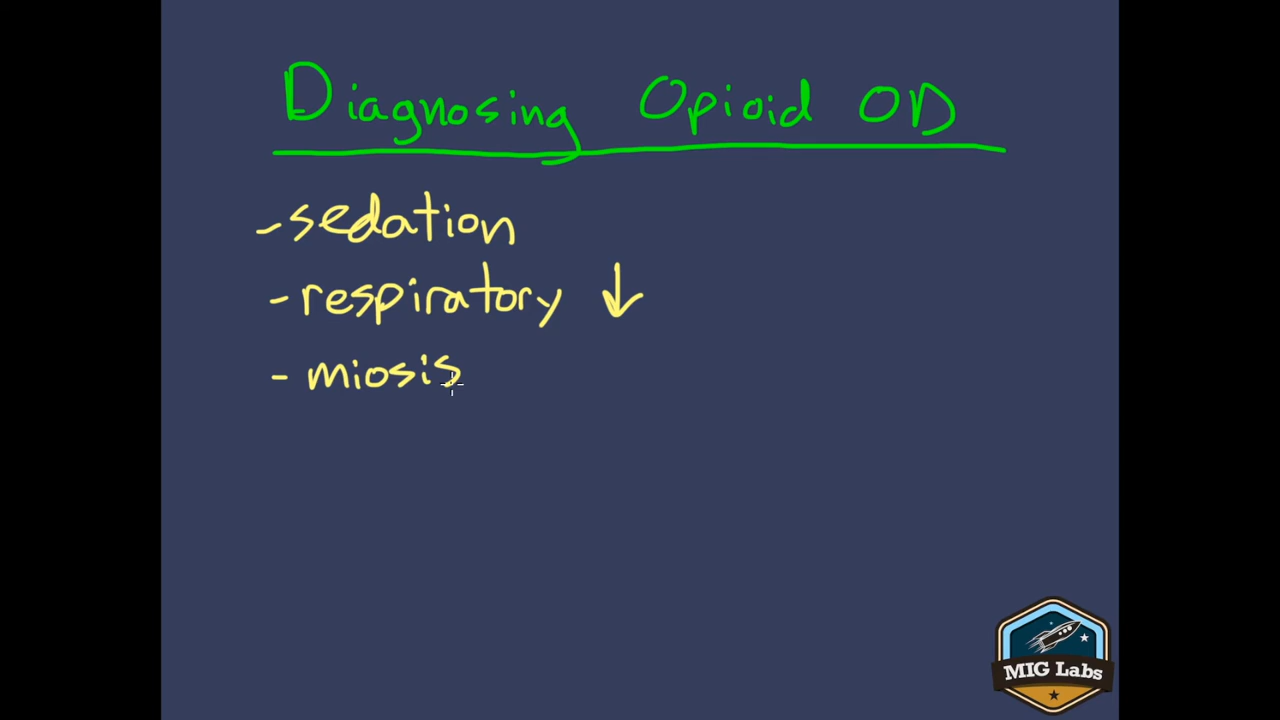 Diagnosing Opioid OD
- sedation
- respiratory ↓
- miosis
MIG Labs